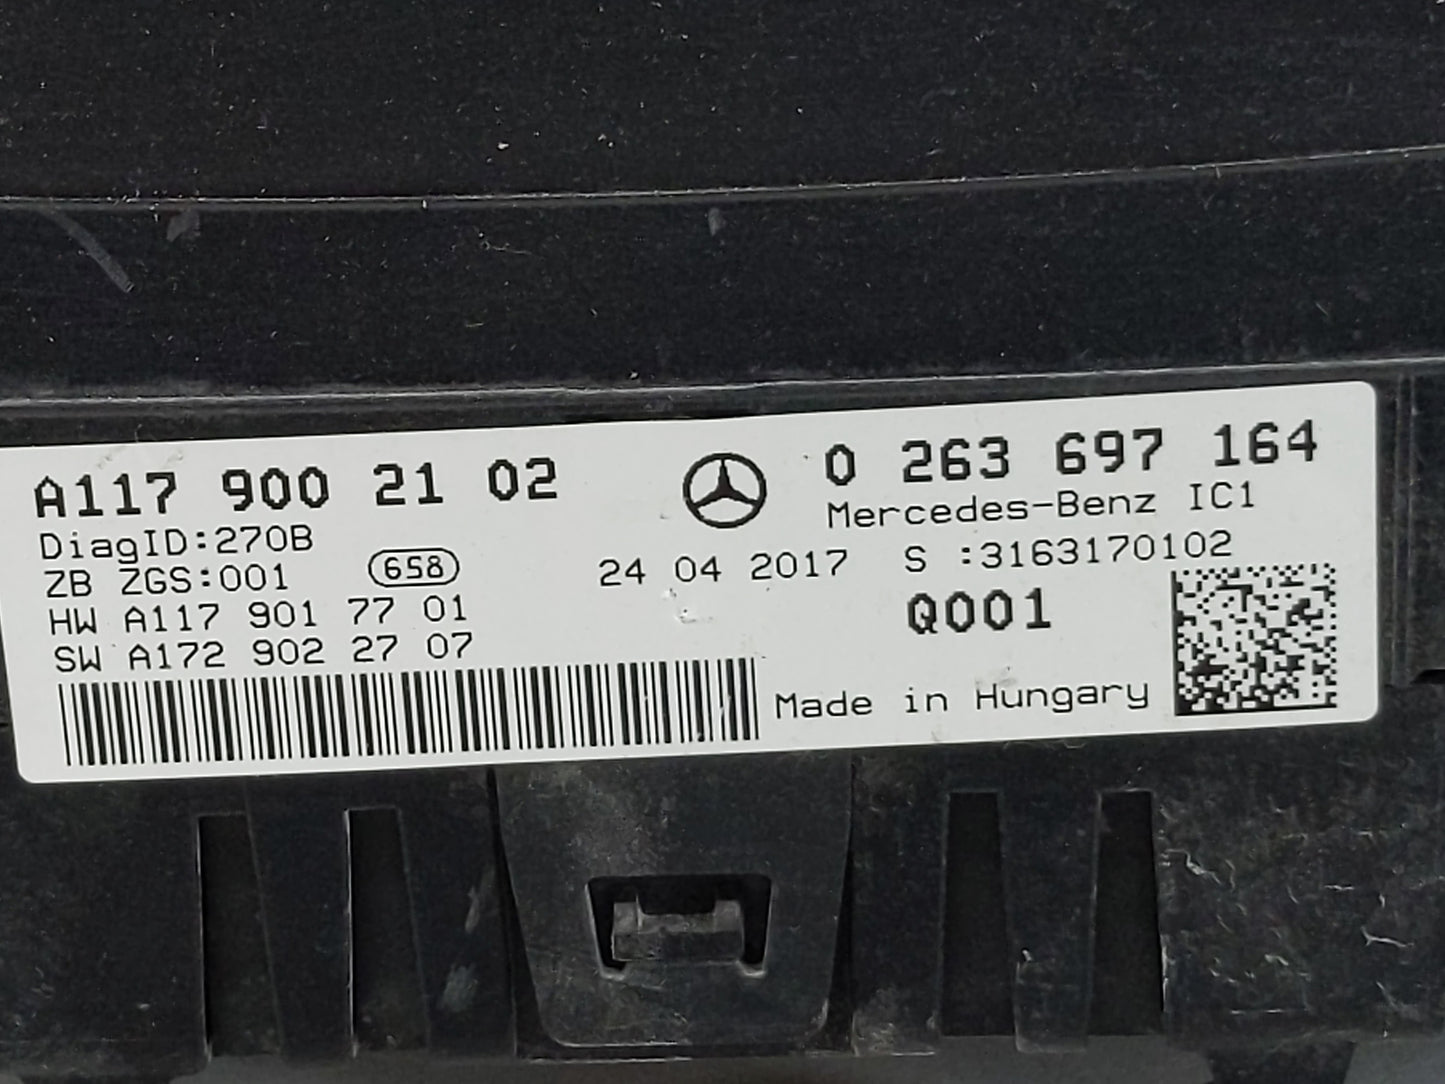 A117 900 21 02
0 263 697 164
Mercedes-Benz IC1
DiagID:270B
ZB ZGS:001
658
24 04 2017
S :3163170102
HW A117 901 77 01
Q001
SW A172 902 27 07
Made in Hungary